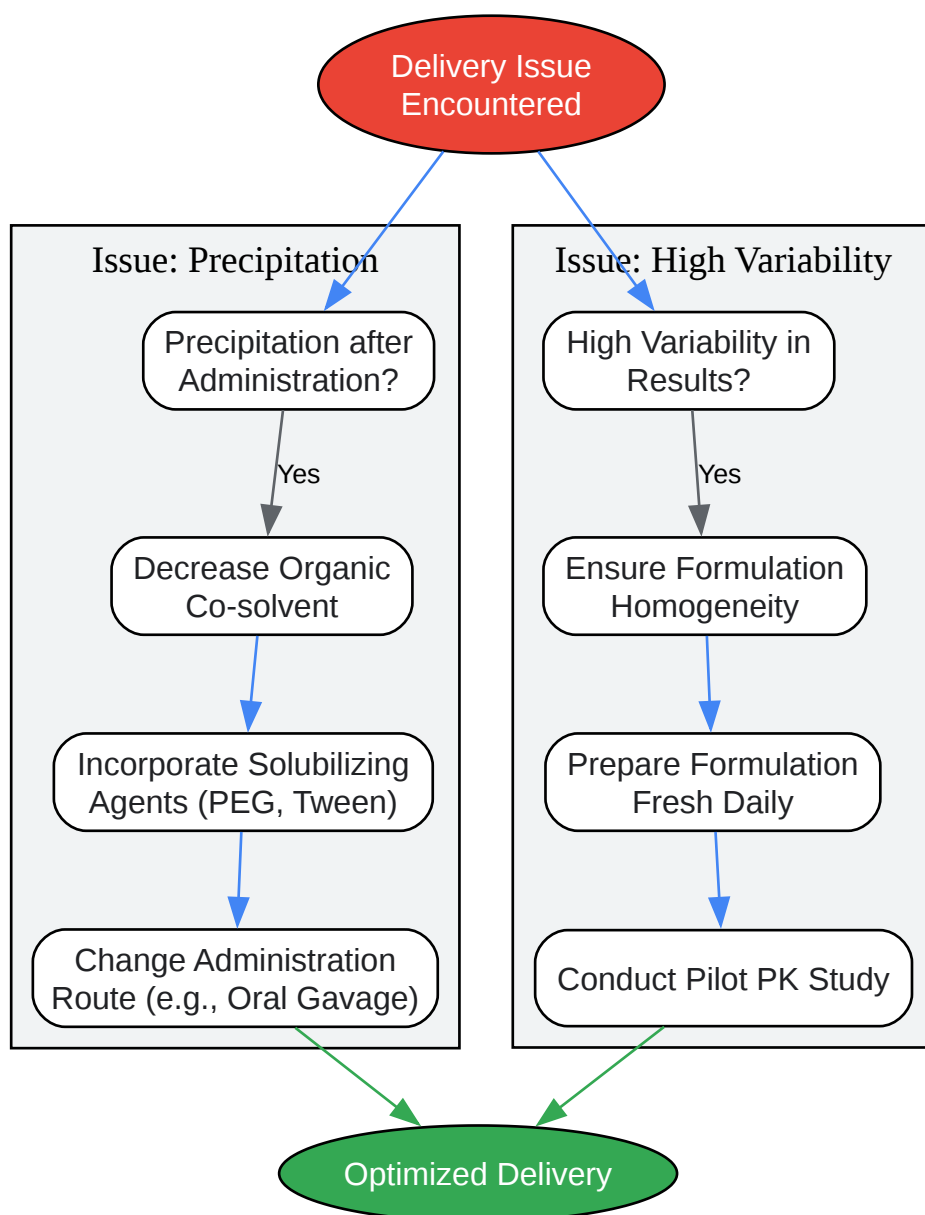 Delivery Issue
Encountered
Issue: Precipitation
Precipitation after
Administration?
Yes
Decrease Organic
Co-solvent
Incorporate Solubilizing
Agents (PEG, Tween)
Change Administration
Route (e.g., Oral Gavage)
Issue: High Variability
High Variability in
Results?
Yes
Ensure Formulation
Homogeneity
Prepare Formulation
Fresh Daily
Conduct Pilot PK Study
Optimized Delivery